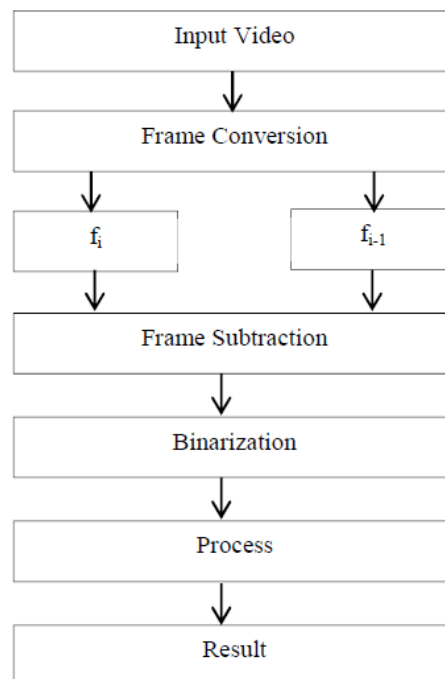 Input Video
Frame Conversion
fᵢ
fᵢ₋₁
Frame Subtraction
Binarization
Process
Result